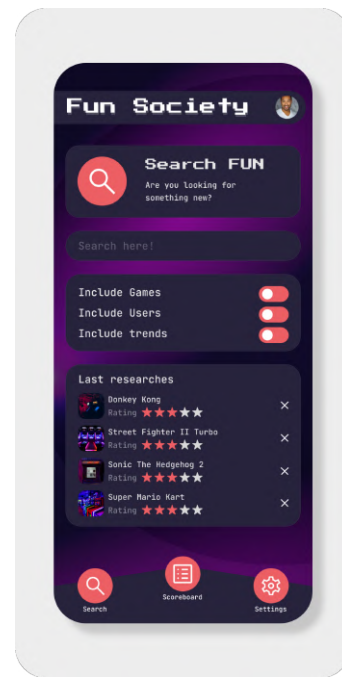 Fun Society
Search FUN
Are you looking for
something new?
Search here!
Include Games
Include Users
Include trends
Last researches
Donkey Kong
Rating
Street Fighter II Turbo
Rating
Sonic The Hedgehog 2
Rating
Super Mario Kart
Rating
Search
Scoreboard
Settings